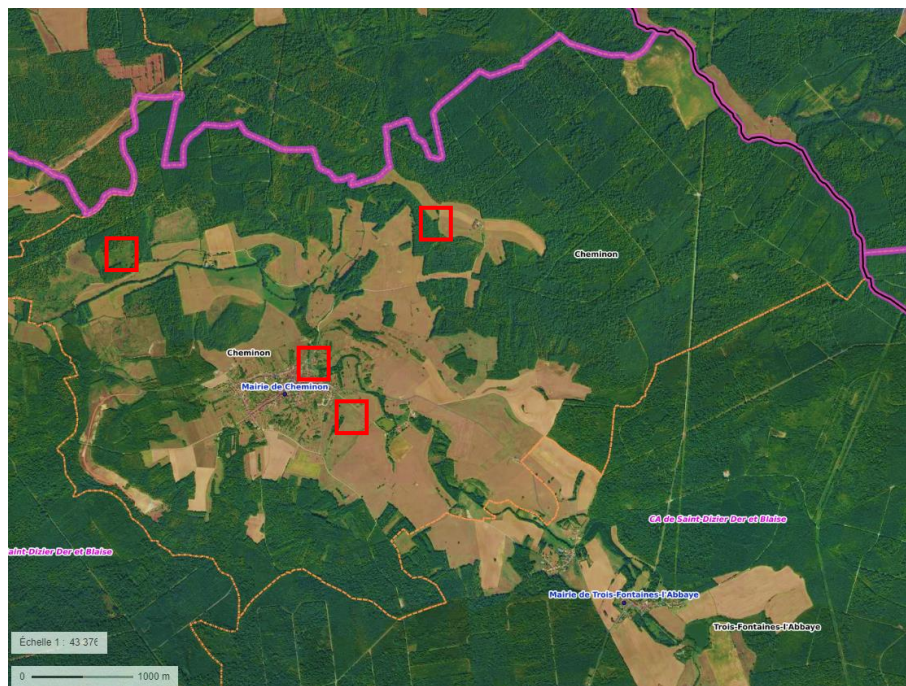 Cheminon
Cheminon
Mairie de Cheminon
CA de Saint-Dizier Der et Blaise
aint-Dizier Der et Blaise
Mairie de Trois-Fontaines-l'Abbaye
Trois-Fontaines-l'Abbaye
Échelle 1 : 43 376
0 1000 m